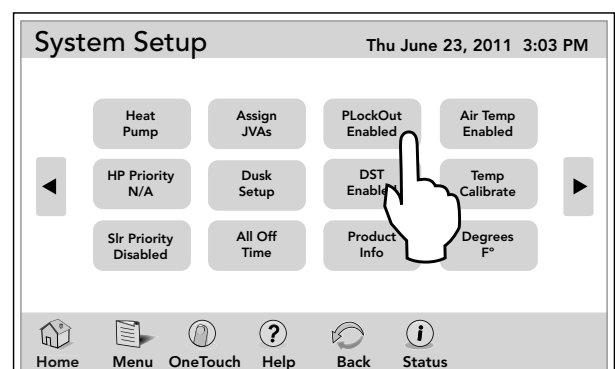 System Setup
Thu June 23, 2011 3:03 PM
Heat
Pump
Assign
JVAs
PLockOut
Enabled
Air Temp
Enabled
HP Priority
N/A
Dusk
Setup
DST
Enabled
Temp
Calibrate
Slr Priority
Disabled
All Off
Time
Product
Info
Degrees
F°
?
i
Home
Menu
OneTouch
Help
Back
Status